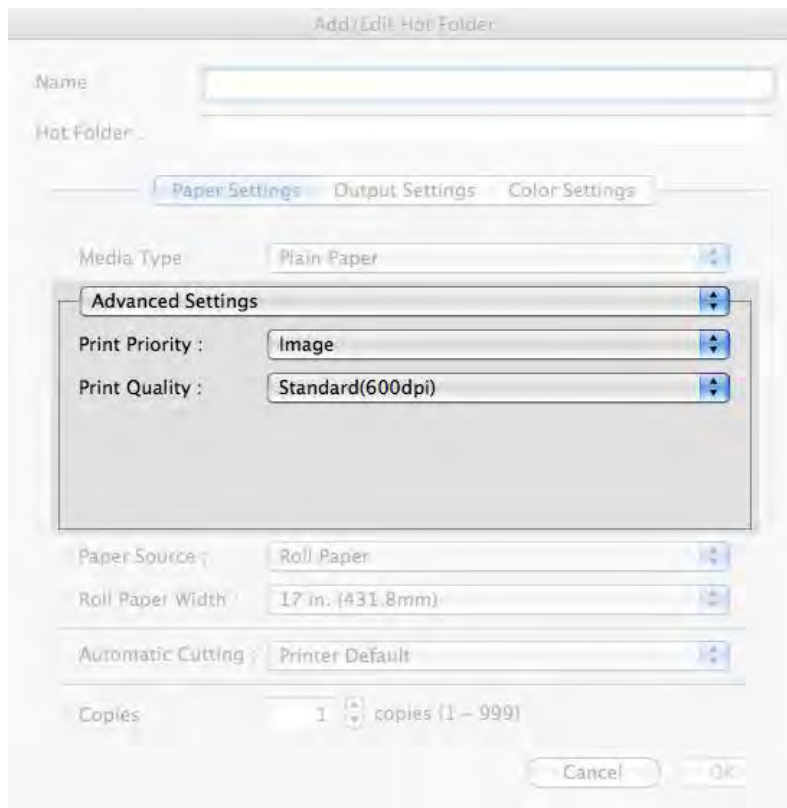 Add/Edit Hot Folder
Name
Hot Folder :
Paper Settings Output Settings Color Settings
Media Type Plain Paper
Advanced Settings
Print Priority : Image
Print Quality : Standard(600dpi)
Paper Source : Roll Paper
Roll Paper Width 17 in. (431.8mm)
Automatic Cutting : Printer Default
Copies 1 copies (1 – 999)
Cancel OK